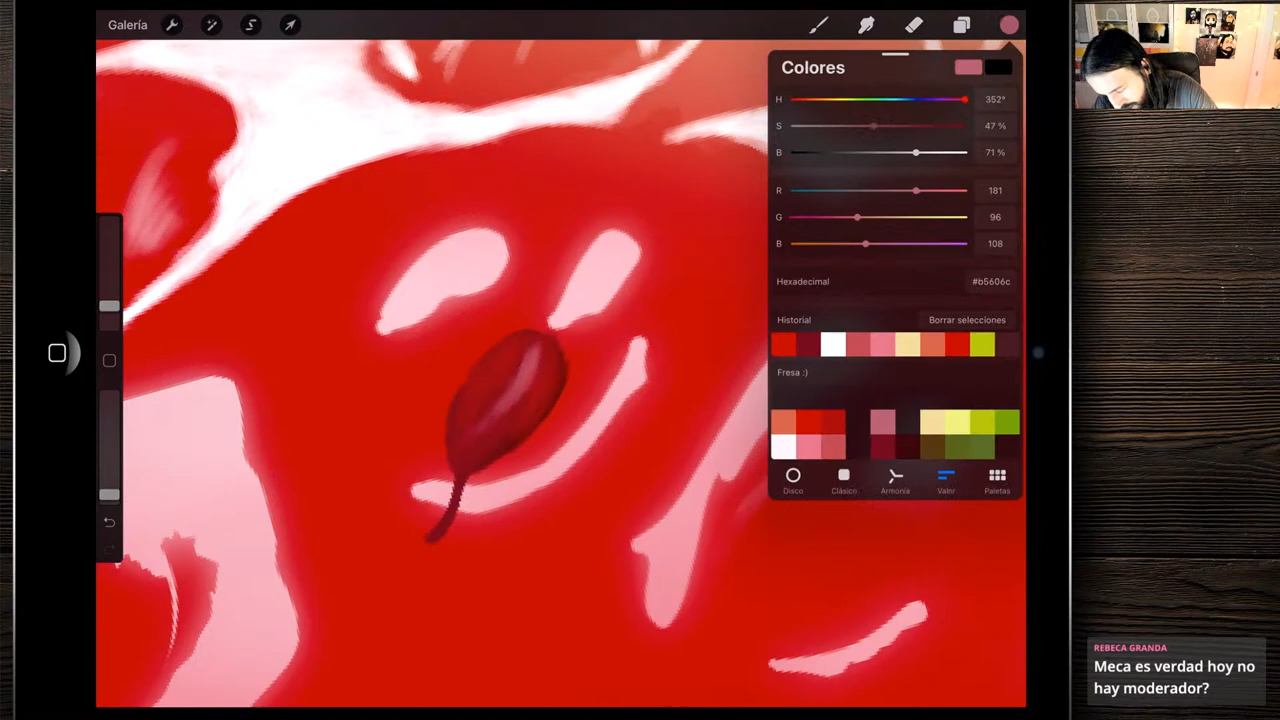 Galería
Colores
H 352°
S 47 %
B 71 %
R 181
G 96
B 108
Hexadecimal #b5606c
Historial Borrar selecciones
Fresa :)
Disco Clásico Armonía Valor Paletas
REBECA GRANDA
Meca es verdad hoy no
hay moderador?